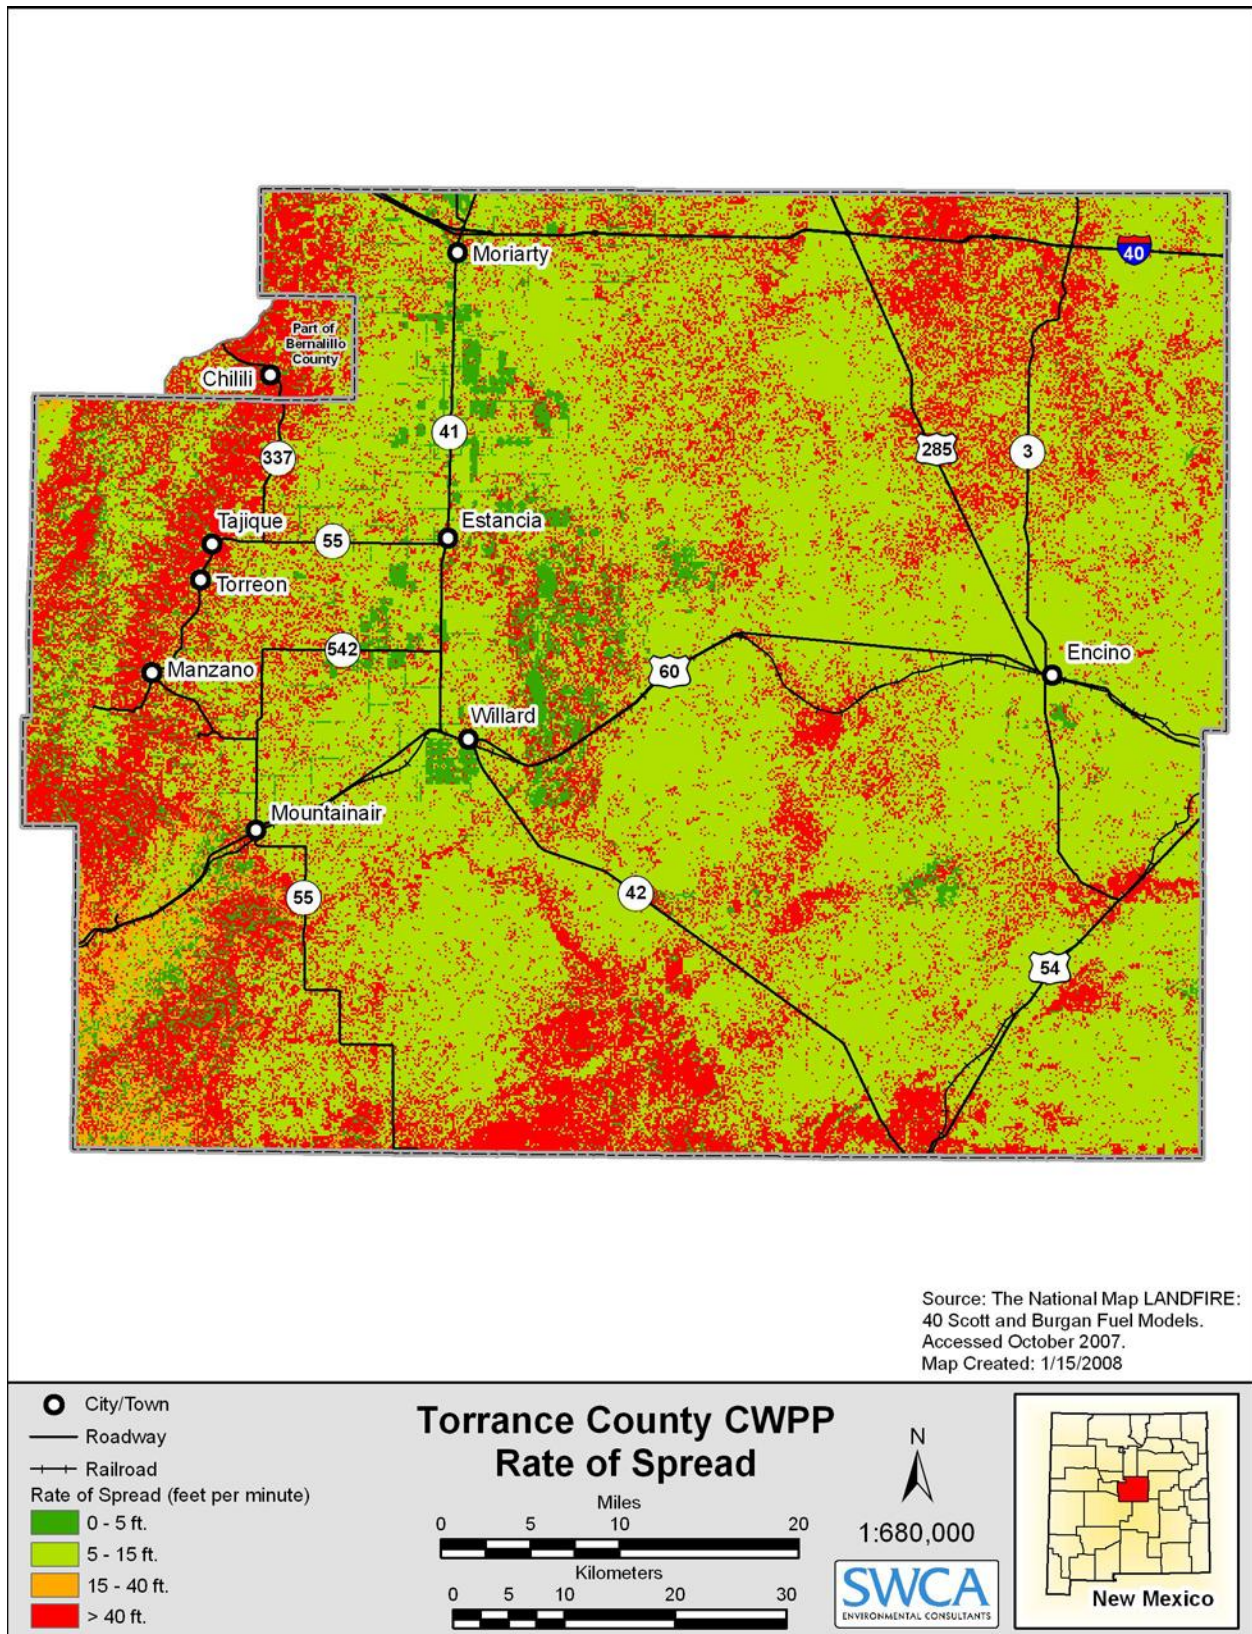 Moriarty
40
Part of
Bernalillo
County
Chilili
41
285
3
337
Tajique
55
Estancia
Torreon
542
Manzano
60
Encino
Willard
Mountainair
55
42
54
Source: The National Map LANDFIRE:
40 Scott and Burgan Fuel Models.
Accessed October 2007.
Map Created: 1/15/2008
City/Town
Roadway
Railroad
Rate of Spread (feet per minute)
0 - 5 ft.
5 - 15 ft.
15 - 40 ft.
> 40 ft.
Torrance County CWPP
Rate of Spread
Miles
0 5 10 20
Kilometers
0 5 10 20 30
N
1:680,000
SWCA
ENVIRONMENTAL CONSULTANTS
New Mexico